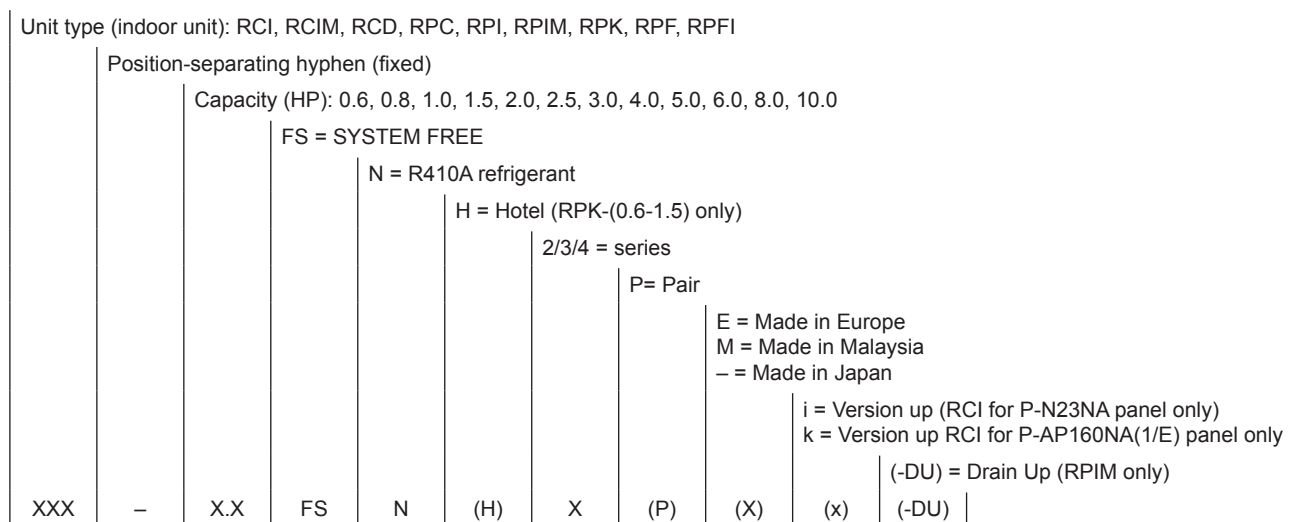 Unit type (indoor unit): RCI, RCIM, RCD, RPC, RPI, RPIM, RPK, RPF, RPFI
Position-separating hyphen (fixed)
Capacity (HP): 0.6, 0.8, 1.0, 1.5, 2.0, 2.5, 3.0, 4.0, 5.0, 6.0, 8.0, 10.0
FS = SYSTEM FREE
N = R410A refrigerant
H = Hotel (RPK-(0.6-1.5) only)
2/3/4 = series
P= Pair
E = Made in Europe
M = Made in Malaysia
– = Made in Japan
i = Version up (RCI for P-N23NA panel only)
k = Version up RCI for P-AP160NA(1/E) panel only
(-DU) = Drain Up (RPIM only)
XXX – X.X FS N (H) X (P) (X) (x) (-DU)